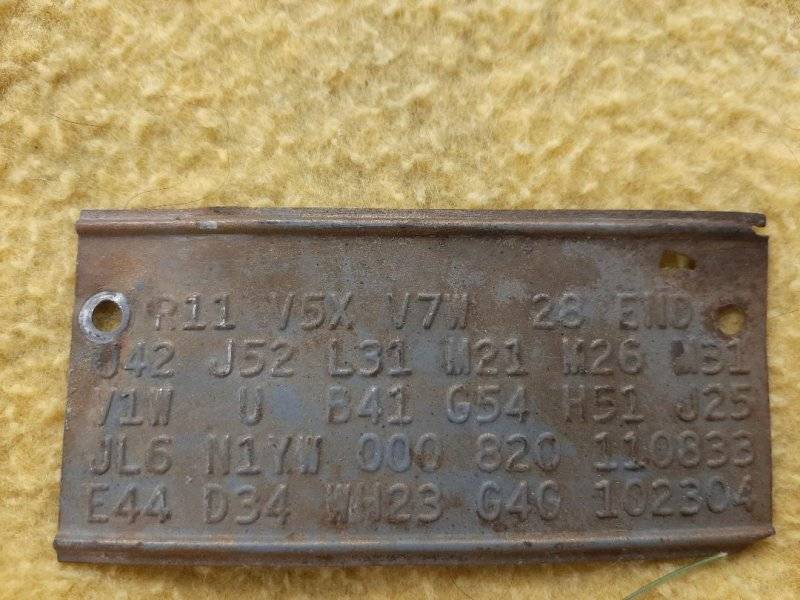 R11 V5X V7W 28 END
J42 J52 L31 M21 M26 M31
V1W U B41 G54 H51 J25
JL6 N1YW 000 820 110833
E44 D34 WH23 G4G 102304